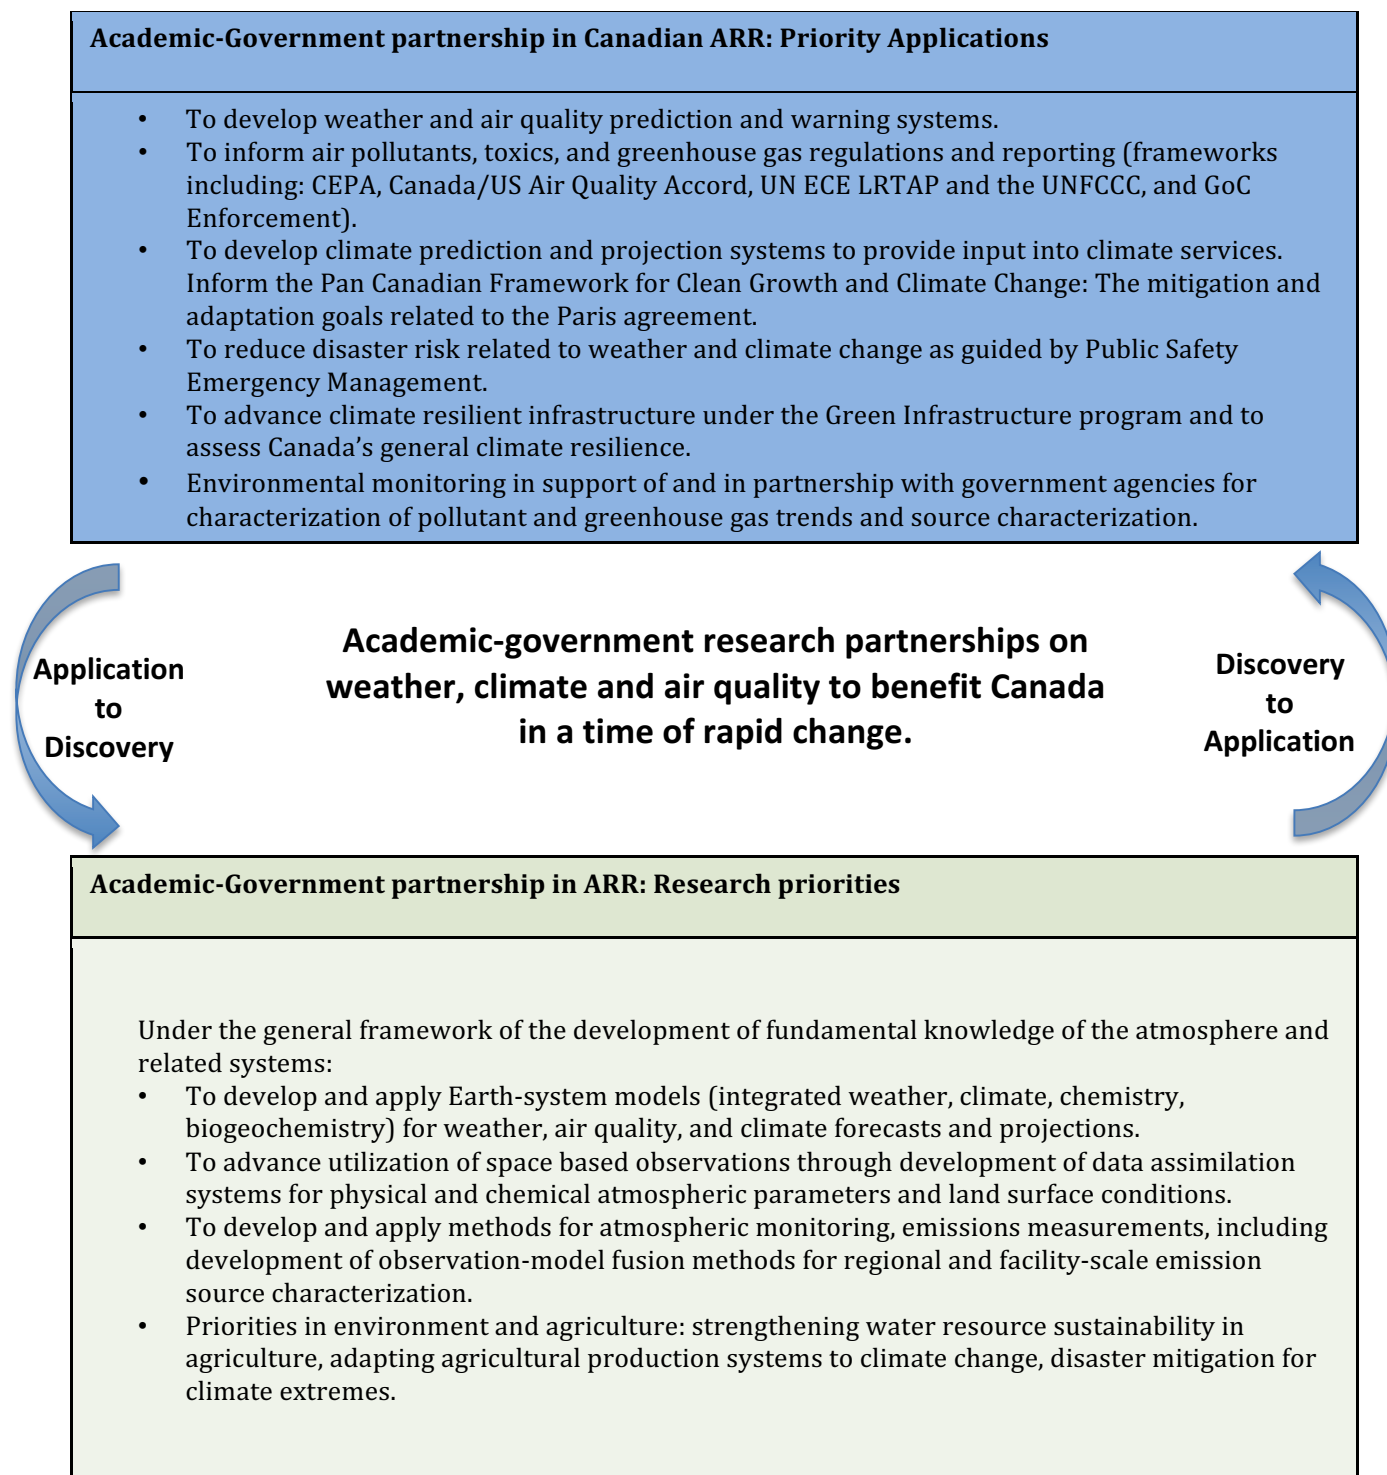 Academic-Government partnership in Canadian ARR: Priority Applications
• To develop weather and air quality prediction and warning systems.
• To inform air pollutants, toxics, and greenhouse gas regulations and reporting (frameworks
including: CEPA, Canada/US Air Quality Accord, UN ECE LRTAP and the UNFCCC, and GoC
Enforcement).
• To develop climate prediction and projection systems to provide input into climate services.
Inform the Pan Canadian Framework for Clean Growth and Climate Change: The mitigation and
adaptation goals related to the Paris agreement.
• To reduce disaster risk related to weather and climate change as guided by Public Safety
Emergency Management.
• To advance climate resilient infrastructure under the Green Infrastructure program and to
assess Canada’s general climate resilience.
• Environmental monitoring in support of and in partnership with government agencies for
characterization of pollutant and greenhouse gas trends and source characterization.
Application
to
Discovery
Academic-government research partnerships on
weather, climate and air quality to benefit Canada
in a time of rapid change.
Discovery
to
Application
Academic-Government partnership in ARR: Research priorities
Under the general framework of the development of fundamental knowledge of the atmosphere and
related systems:
• To develop and apply Earth-system models (integrated weather, climate, chemistry,
biogeochemistry) for weather, air quality, and climate forecasts and projections.
• To advance utilization of space based observations through development of data assimilation
systems for physical and chemical atmospheric parameters and land surface conditions.
• To develop and apply methods for atmospheric monitoring, emissions measurements, including
development of observation-model fusion methods for regional and facility-scale emission
source characterization.
• Priorities in environment and agriculture: strengthening water resource sustainability in
agriculture, adapting agricultural production systems to climate change, disaster mitigation for
climate extremes.